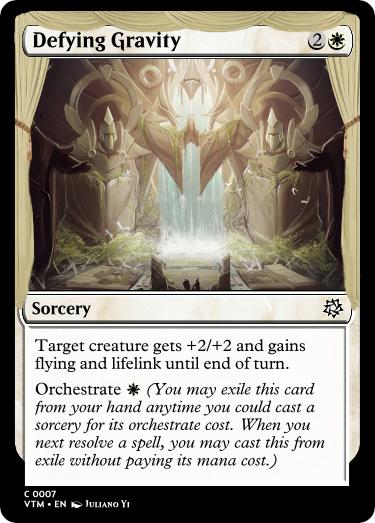 Defying Gravity 2
Sorcery
Target creature gets +2/+2 and gains
flying and lifelink until end of turn.
Orchestrate (You may exile this card
from your hand anytime you could cast a
sorcery for its orchestrate cost. When you
next resolve a spell, you may cast this from
exile without paying its mana cost.)
C 0007
VTM • EN Juliano Yi